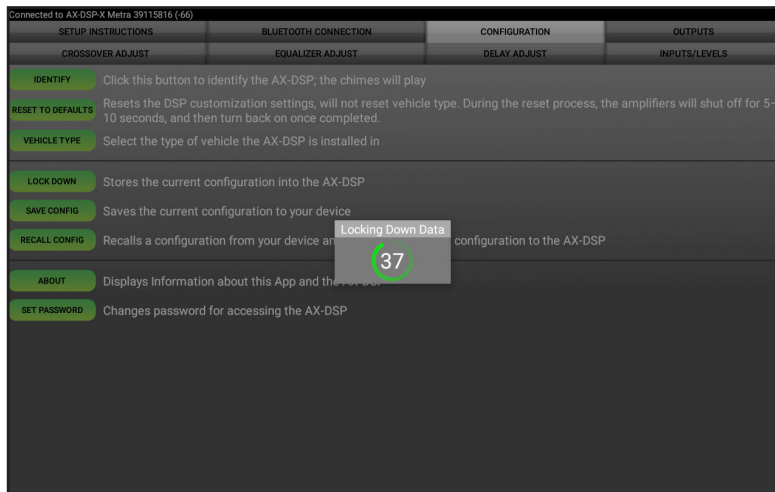 Connected to AX-DSP-X Metra 39115816 (-66)
SETUP INSTRUCTIONS
BLUETOOTH CONNECTION
CONFIGURATION
OUTPUTS
CROSSOVER ADJUST
EQUALIZER ADJUST
DELAY ADJUST
INPUTS/LEVELS
IDENTIFY
Click this button to identify the AX-DSP; the chimes will play
RESET TO DEFAULTS
Resets the DSP customization settings, will not reset vehicle type. During the reset process, the amplifiers will shut off for 5-
10 seconds, and then turn back on once completed.
VEHICLE TYPE
Select the type of vehicle the AX-DSP is installed in
LOCK DOWN
Stores the current configuration into the AX-DSP
SAVE CONFIG
Saves the current configuration to your device
Locking Down Data
37
RECALL CONFIG
Recalls a configuration from your device an configuration to the AX-DSP
ABOUT
Displays Information about this App and the AX-DSP
SET PASSWORD
Changes password for accessing the AX-DSP